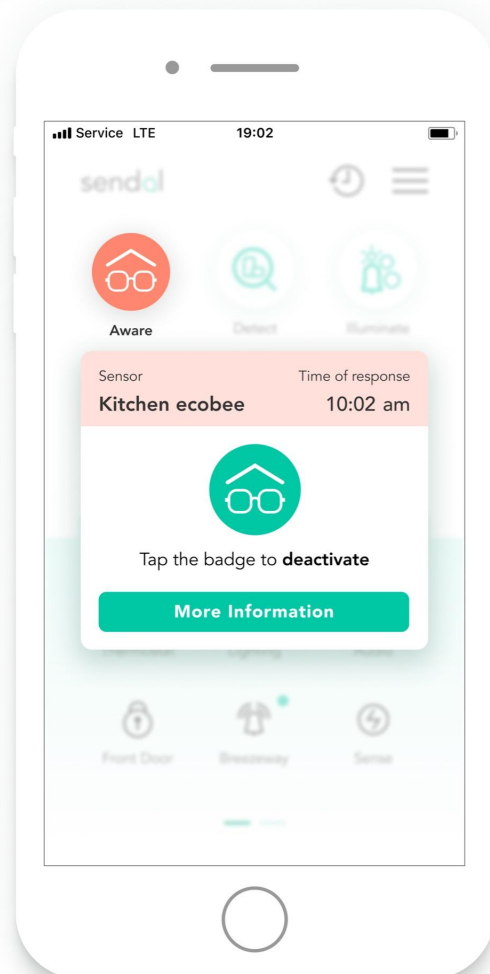 Service LTE 19:02
sendal
Aware Detect Illuminate
Sensor Time of response
Kitchen ecobee 10:02 am
Tap the badge to deactivate
More Information
Front Door Breezeway Sense